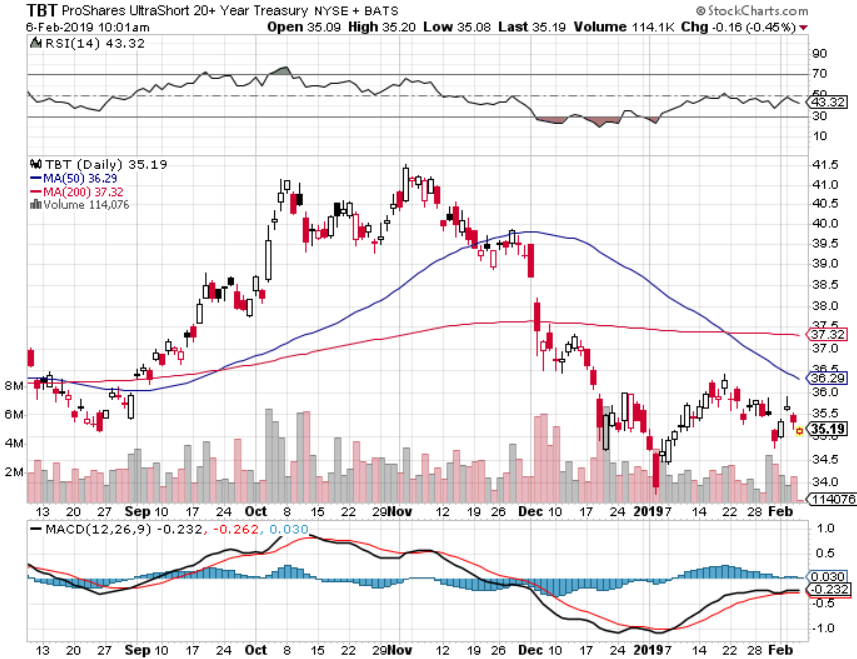 TBT ProShares UltraShort 20+ Year Treasury NYSE + BATS ©StockCharts.com
6-Feb-2019 10:01am Open 35.09 High 35.20 Low 35.08 Last 35.19 Volume 114.1K Chg -0.16 (-0.45%)
RSI(14) 43.32
90
70
50
43.32
30
10
TBT (Daily) 35.19
MA(50) 36.29
MA(200) 37.32
Volume 114,076
41.5
41.0
40.5
40.0
39.5
39.0
38.5
38.0
37.5
37.32
37.0
36.5
36.29
36.0
35.5
35.19
35.0
34.5
34.0
114076
8M
6M
4M
2M
13 20 27 Sep 10 17 24 Oct 8 15 22 29 Nov 12 19 26 Dec 10 17 24 2019 7 14 22 28 Feb
MACD(12,26,9) -0.232, -0.262, 0.030
1.0
0.5
0.030
-0.232
-0.5
-1.0
13 20 27 Sep 10 17 24 Oct 8 15 22 29 Nov 12 19 26 Dec 10 17 24 2019 7 14 22 28 Feb